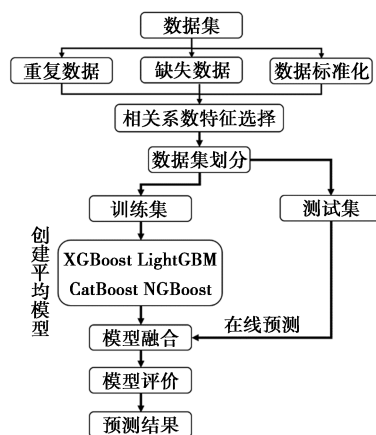 数据集
重复数据
缺失数据
数据标准化
相关系数特征选择
数据集划分
训练集
测试集
创建平均模型
XGBoost LightGBM
CatBoost NGBoost
在线预测
模型融合
模型评价
预测结果